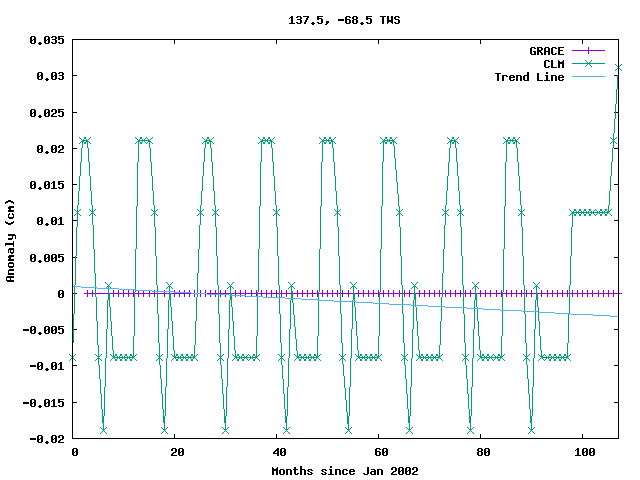 137.5, -68.5 TWS
GRACE
CLM
Trend Line
0.035
0.03
0.025
0.02
0.015
0.01
0.005
0
-0.005
-0.01
-0.015
-0.02
Anomaly (cm)
0 20 40 60 80 100
Months since Jan 2002